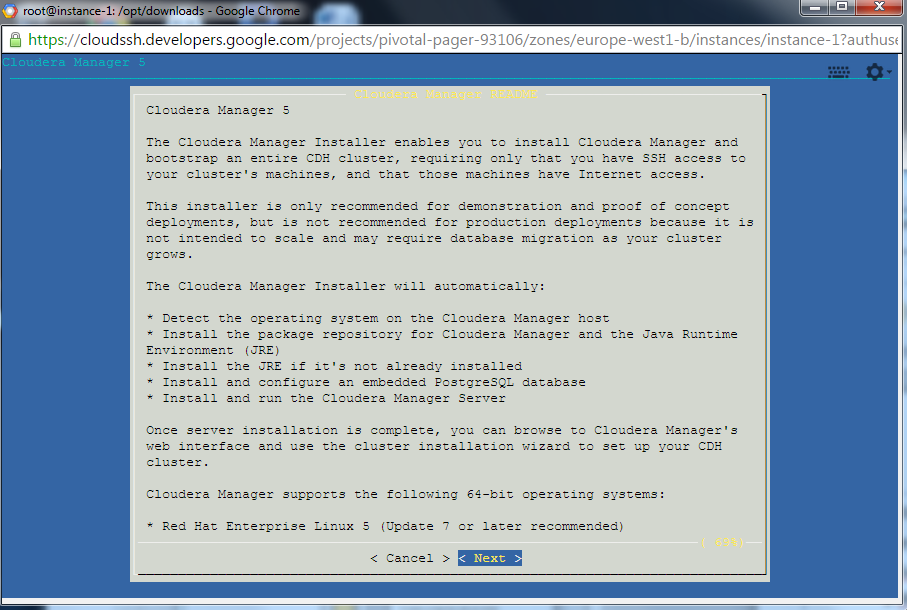 root@instance-1: /opt/downloads - Google Chrome
https://cloudssh.developers.google.com/projects/pivotal-pager-93106/zones/europe-west1-b/instances/instance-1?authuse
Cloudera Manager 5
Cloudera Manager README
Cloudera Manager 5
The Cloudera Manager Installer enables you to install Cloudera Manager and
bootstrap an entire CDH cluster, requiring only that you have SSH access to
your cluster's machines, and that those machines have Internet access.
This installer is only recommended for demonstration and proof of concept
deployments, but is not recommended for production deployments because it is
not intended to scale and may require database migration as your cluster
grows.
The Cloudera Manager Installer will automatically:
* Detect the operating system on the Cloudera Manager host
* Install the package repository for Cloudera Manager and the Java Runtime
Environment (JRE)
* Install the JRE if it's not already installed
* Install and configure an embedded PostgreSQL database
* Install and run the Cloudera Manager Server
Once server installation is complete, you can browse to Cloudera Manager's
web interface and use the cluster installation wizard to set up your CDH
cluster.
Cloudera Manager supports the following 64-bit operating systems:
* Red Hat Enterprise Linux 5 (Update 7 or later recommended)
( 69%)
< Cancel > < Next >